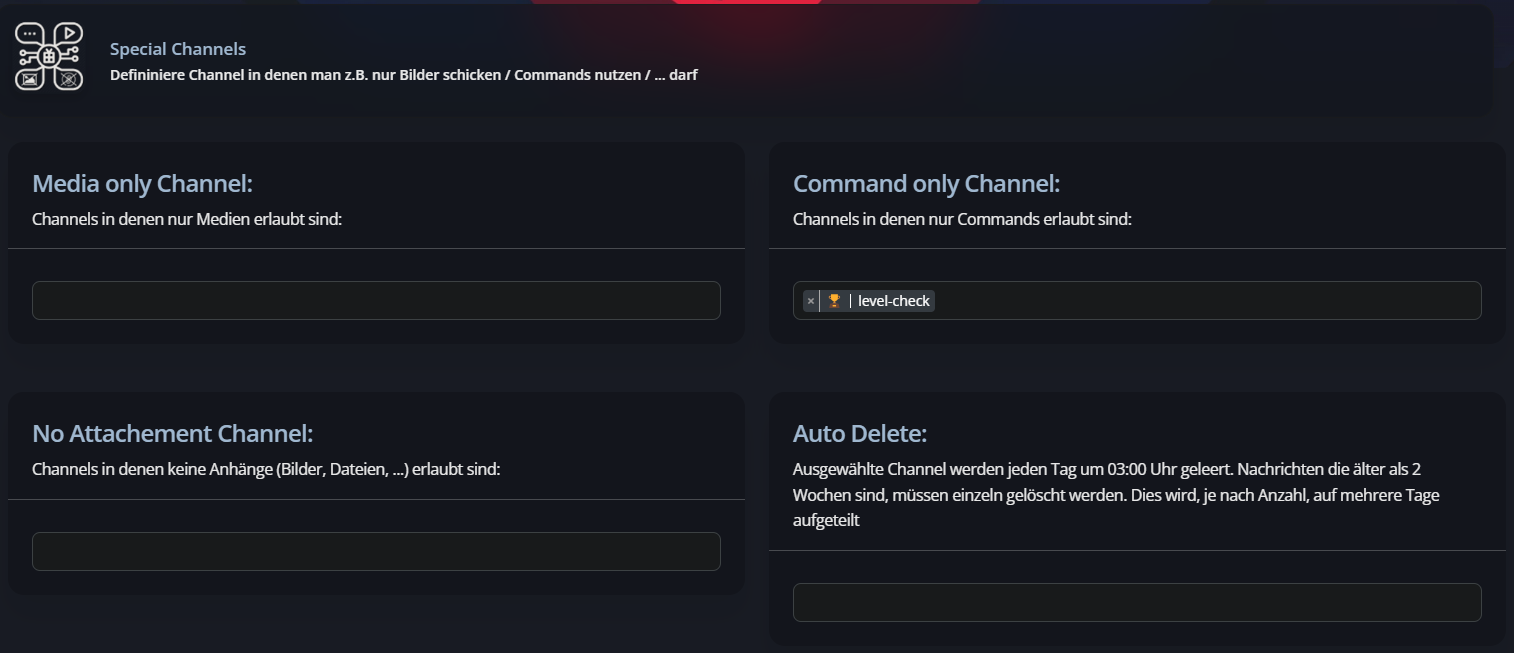 Special Channels
Defininiere Channel in denen man z.B. nur Bilder schicken / Commands nutzen / ... darf
Media only Channel:
Channels in denen nur Medien erlaubt sind:
Command only Channel:
Channels in denen nur Commands erlaubt sind:
× 🏆 | level-check
No Attachement Channel:
Channels in denen keine Anhänge (Bilder, Dateien, ...) erlaubt sind:
Auto Delete:
Ausgewählte Channel werden jeden Tag um 03:00 Uhr geleert. Nachrichten die älter als 2
Wochen sind, müssen einzeln gelöscht werden. Dies wird, je nach Anzahl, auf mehrere Tage
aufgeteilt